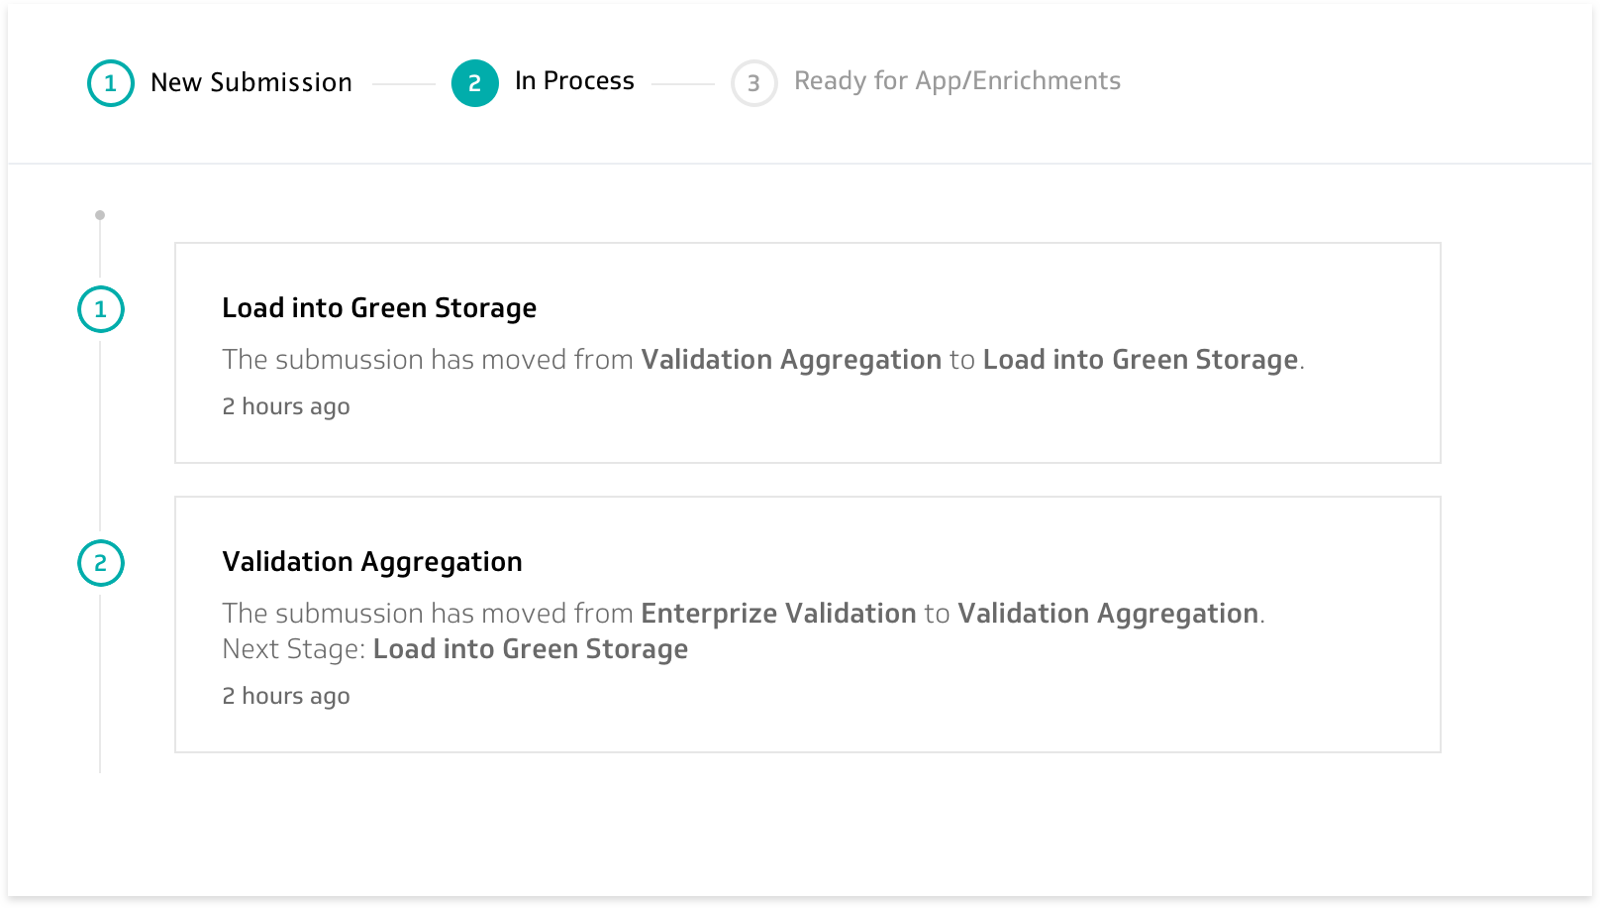 1 New Submission 2 In Process 3 Ready for App/Enrichments
1 Load into Green Storage
The submussion has moved from Validation Aggregation to Load into Green Storage.
2 hours ago
2 Validation Aggregation
The submussion has moved from Enterprize Validation to Validation Aggregation.
Next Stage: Load into Green Storage
2 hours ago